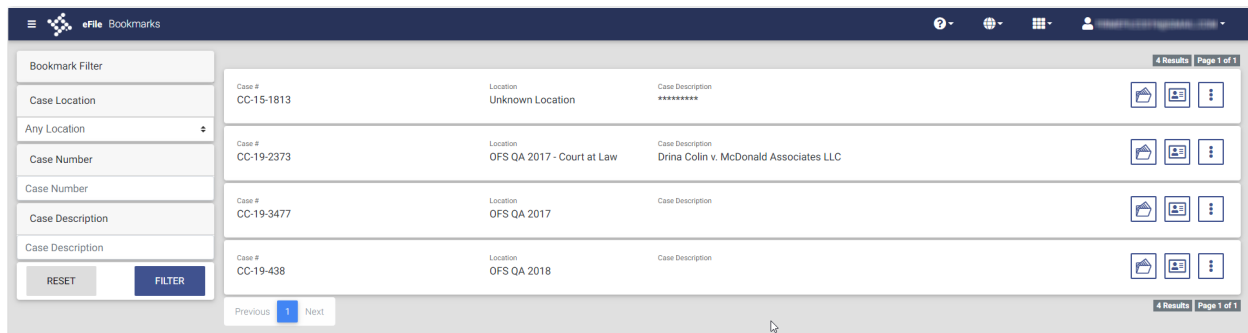 eFile Bookmarks
4 Results Page 1 of 1
Bookmark Filter
Case Location
Any Location
Case Number
Case Number
Case Description
Case Description
RESET FILTER
Case # Location Case Description
CC-15-1813 Unknown Location *********
Case # Location Case Description
CC-19-2373 OFS QA 2017 - Court at Law Drina Colin v. McDonald Associates LLC
Case # Location Case Description
CC-19-3477 OFS QA 2017
Case # Location Case Description
CC-19-438 OFS QA 2018
Previous 1 Next
4 Results Page 1 of 1